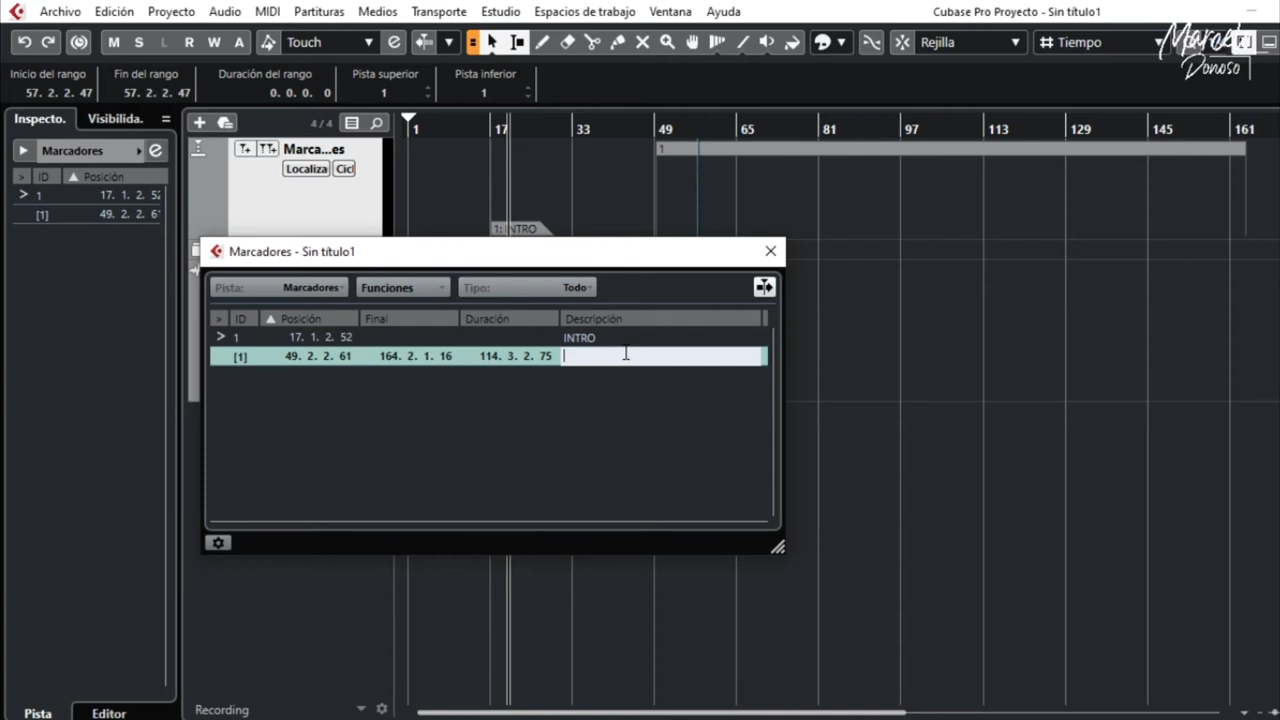 Archivo Edición Proyecto Audio MIDI Partituras Medios Transporte Estudio Espacios de trabajo Ventana Ayuda Cubase Pro Proyecto - Sin título1
M S L R W A Touch Rejilla Tiempo
Marcelo
Donoso
Inicio del rango Fin del rango Duración del rango Pista superior Pista inferior
57. 2. 2. 47 57. 2. 2. 47 0. 0. 0. 0 1 1
Inspecto. Visibilida. 4 / 4 1 17 33 49 65 81 97 113 129 145 161
Marcadores Marca...es 1
Localiza Cicl
> ID Posición
> 1 17. 1. 2. 52
[1] 49. 2. 2. 61
1: INTRO
Marcadores - Sin título1
Pista: Marcadores Funciones Tipo: Todo
> ID Posición Final Duración Descripción
> 1 17. 1. 2. 52 INTRO
[1] 49. 2. 2. 61 164. 2. 1. 16 114. 3. 2. 75
Pista Editor Recording